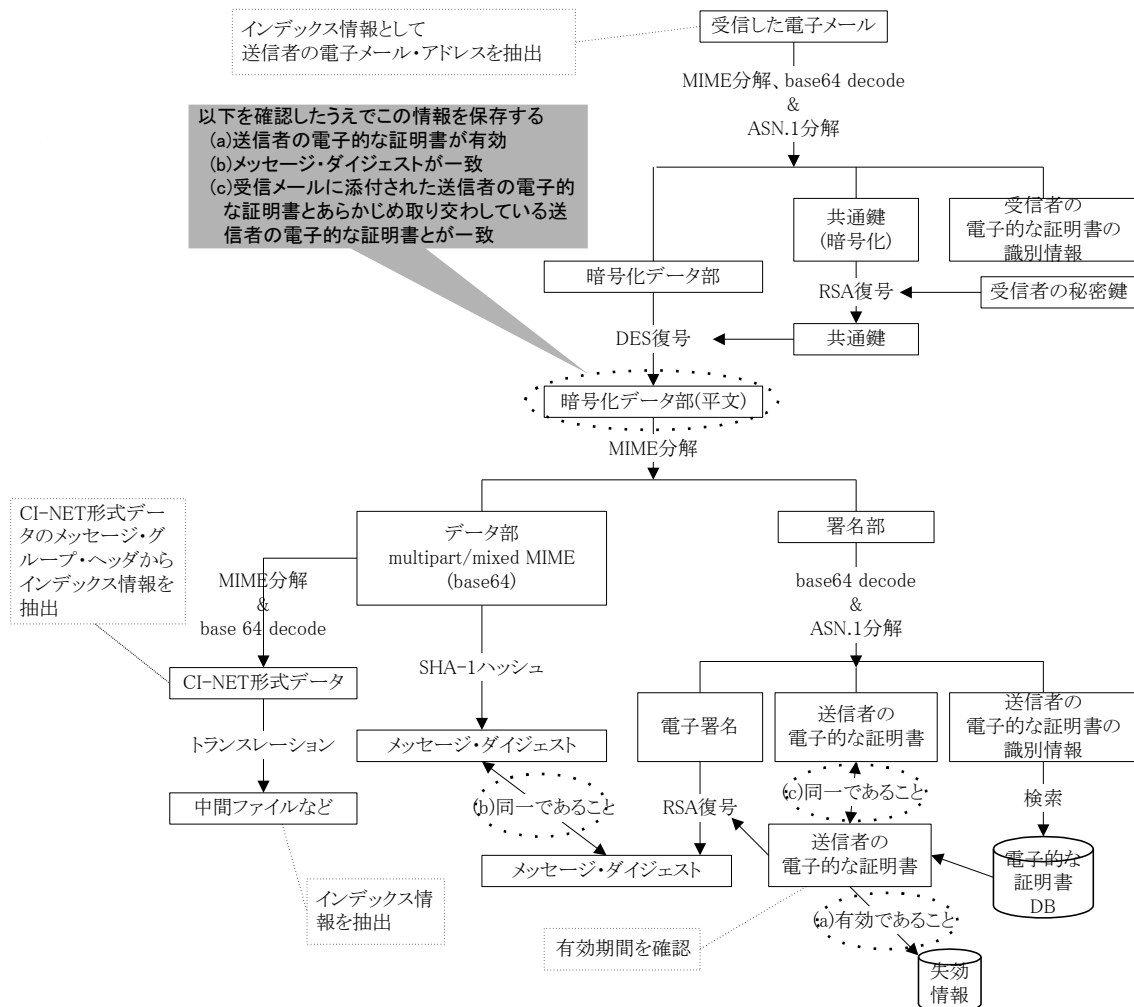 インデックス情報として
送信者の電子メール・アドレスを抽出
受信した電子メール
MIME分解、base64 decode
&
ASN.1分解
以下を確認したうえでこの情報を保存する
(a)送信者の電子的な証明書が有効
(b)メッセージ・ダイジェストが一致
(c)受信メールに添付された送信者の電子的
な証明書とあらかじめ取り交わしている送
信者の電子的な証明書とが一致
共通鍵
(暗号化)
受信者の
電子的な証明書の
識別情報
暗号化データ部
RSA復号
受信者の秘密鍵
DES復号
共通鍵
暗号化データ部(平文)
MIME分解
CI-NET形式デー
タのメッセージ・グ
ループ・ヘッダから
インデックス情報を
抽出
データ部
multipart/mixed MIME
(base64)
署名部
MIME分解
&
base 64 decode
base64 decode
&
ASN.1分解
CI-NET形式データ
SHA-1ハッシュ
電子署名
送信者の
電子的な証明書
送信者の
電子的な証明書の
識別情報
トランスレーション
メッセージ・ダイジェスト
中間ファイルなど
(b)同一であること
RSA復号
(c)同一であること
検索
メッセージ・ダイジェスト
送信者の
電子的な証明書
電子的な
証明書
DB
インデックス情
報を抽出
有効期間を確認
(a)有効であること
失効
情報